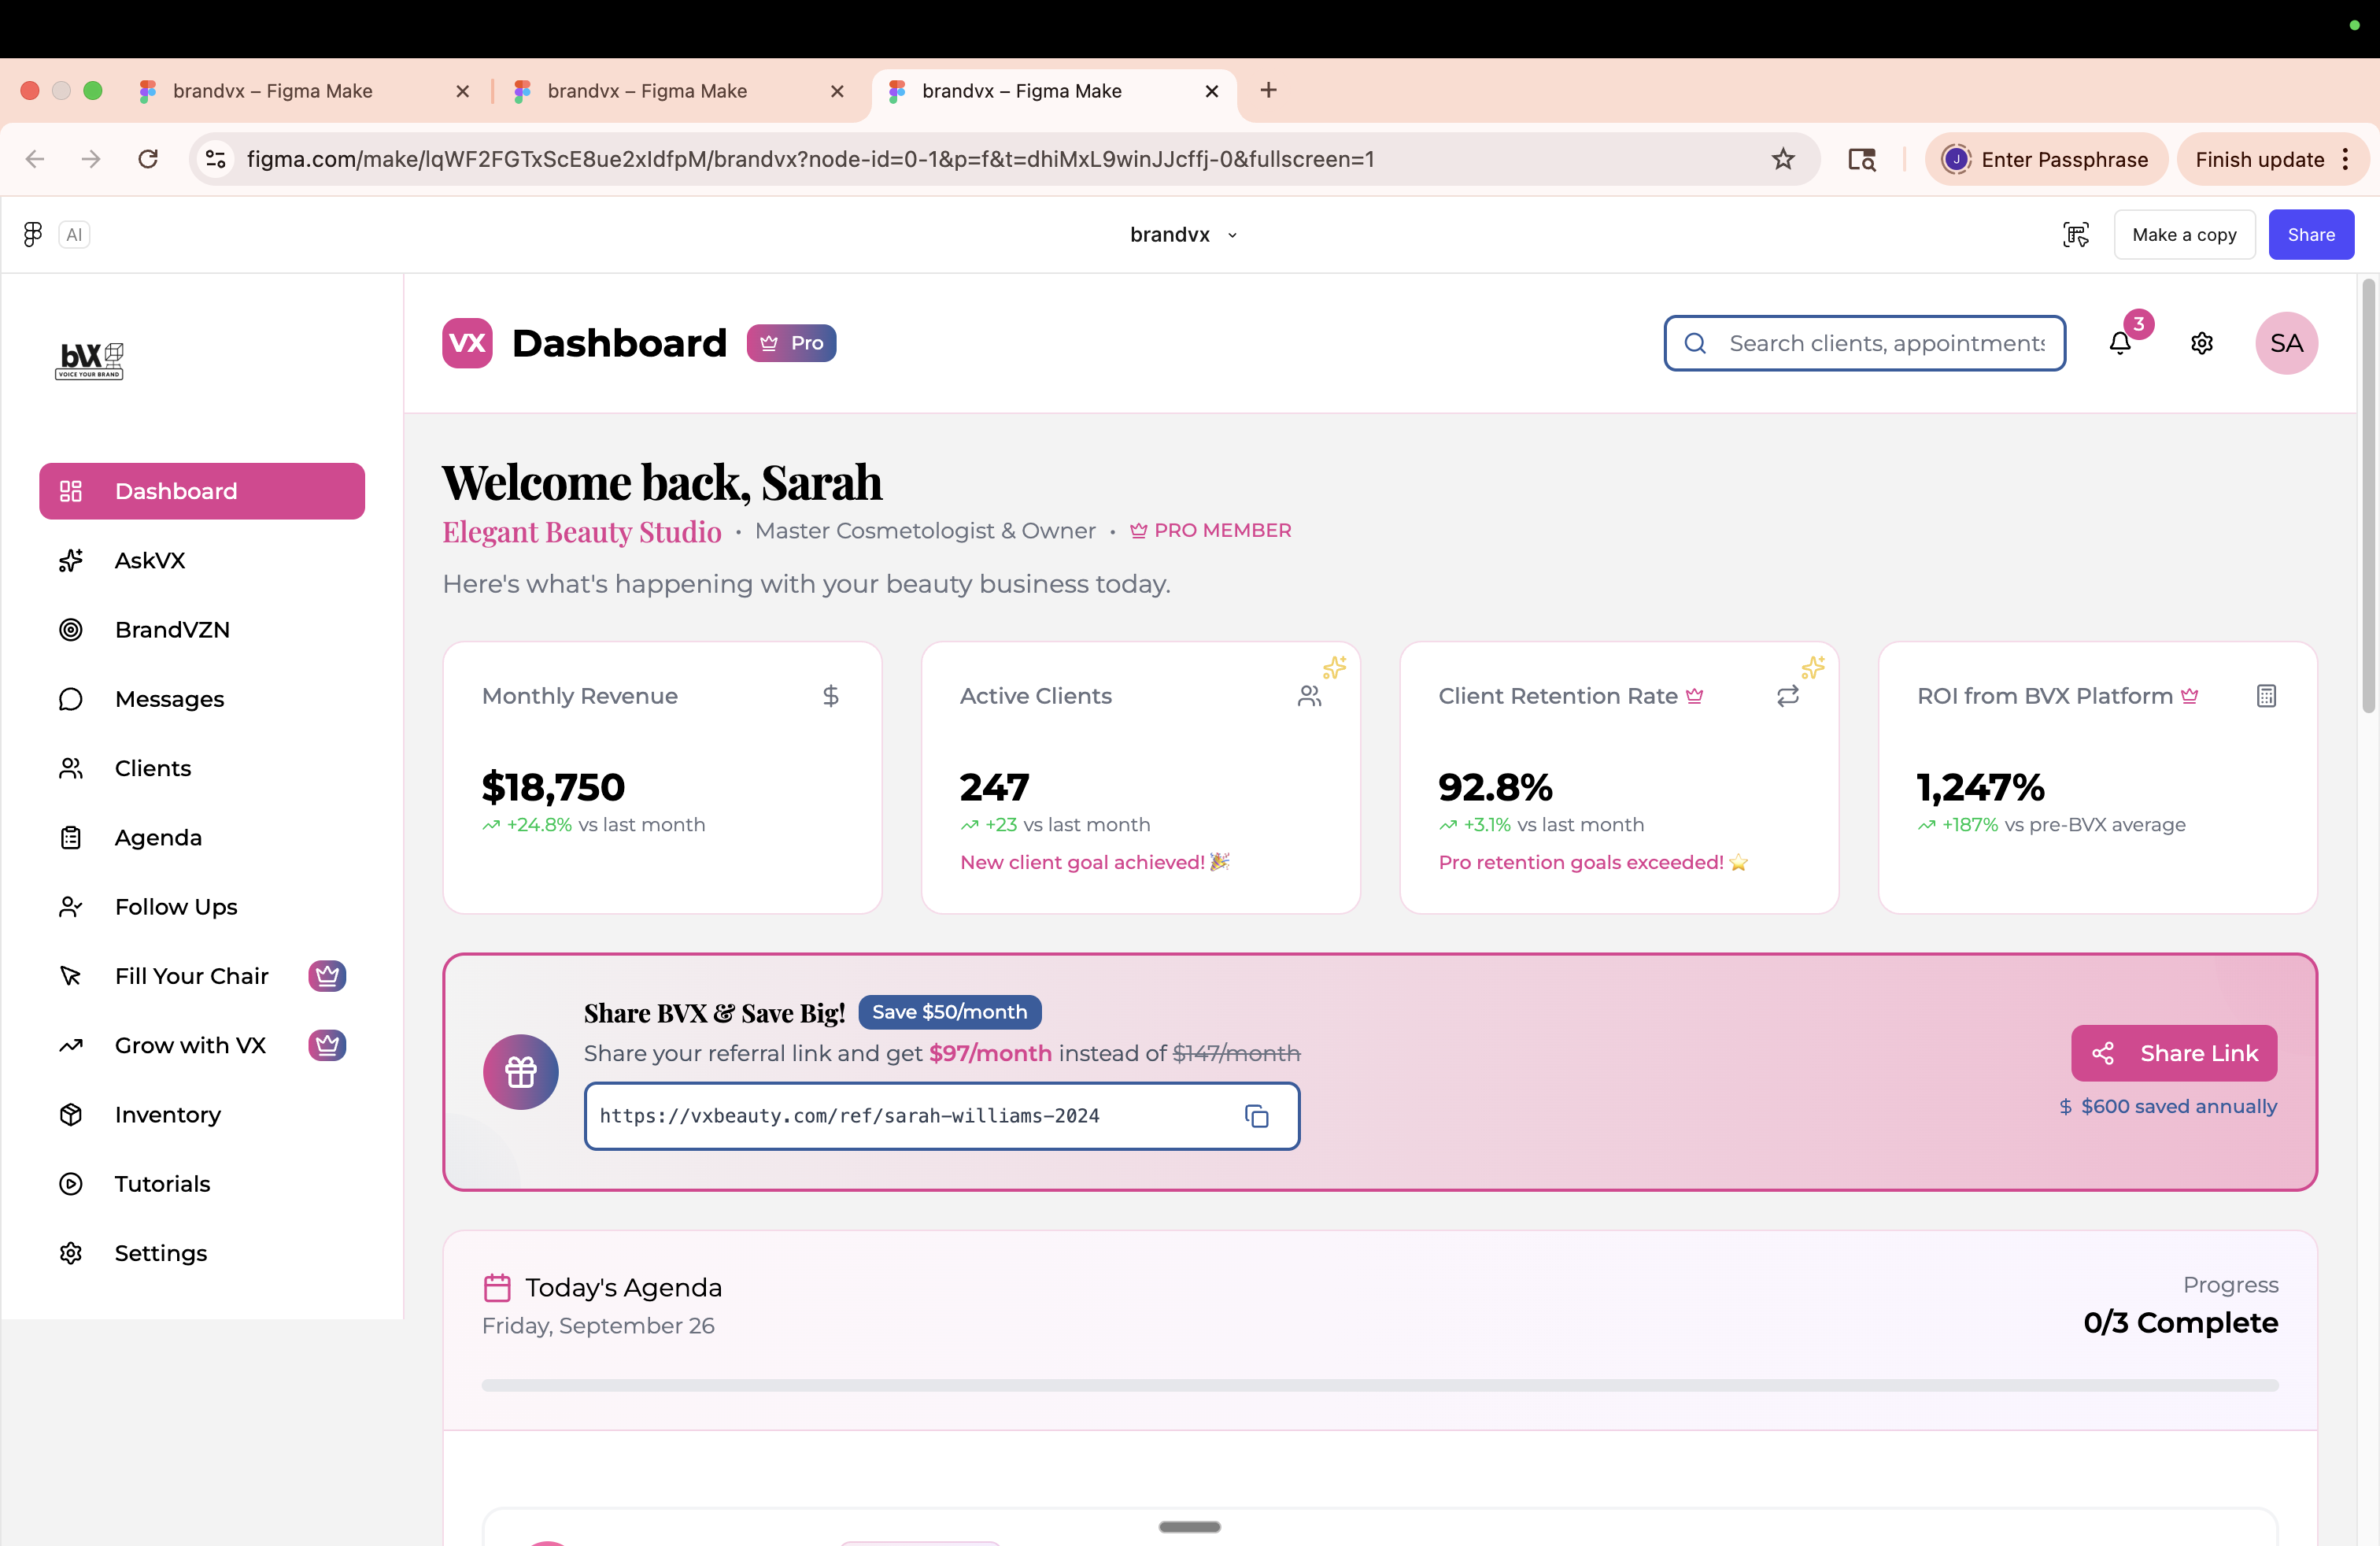 brandvx – Figma Make
brandvx – Figma Make
brandvx – Figma Make
figma.com/make/lqWF2FGTxScE8ue2xIdfpM/brandvx?node-id=0-1&p=f&t=dhiMxL9winJJcffj-0&fullscreen=1
J
Enter Passphrase
Finish update
AI
brandvx
Make a copy
Share
bVX
VOICE YOUR BRAND
Dashboard
AskVX
BrandVZN
Messages
Clients
Agenda
Follow Ups
Fill Your Chair
Grow with VX
Inventory
Tutorials
Settings
VX
Dashboard
Pro
Search clients, appointments
3
SA
Welcome back, Sarah
Elegant Beauty Studio • Master Cosmetologist & Owner • PRO MEMBER
Here's what's happening with your beauty business today.
Monthly Revenue
$18,750
+24.8% vs last month
Active Clients
247
+23 vs last month
New client goal achieved! 🎉
Client Retention Rate
92.8%
+3.1% vs last month
Pro retention goals exceeded! ⭐
ROI from BVX Platform
1,247%
+187% vs pre-BVX average
Share BVX & Save Big!
Save $50/month
Share your referral link and get $97/month instead of $147/month
https://vxbeauty.com/ref/sarah-williams-2024
Share Link
$ $600 saved annually
Today's Agenda
Friday, September 26
Progress
0/3 Complete